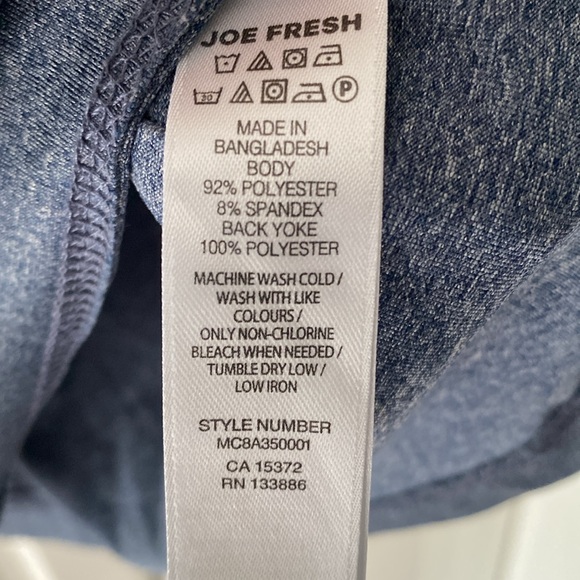 JOE FRESH
30 P
MADE IN
BANGLADESH
BODY
92% POLYESTER
8% SPANDEX
BACK YOKE
100% POLYESTER
MACHINE WASH COLD /
WASH WITH LIKE
COLOURS /
ONLY NON-CHLORINE
BLEACH WHEN NEEDED /
TUMBLE DRY LOW /
LOW IRON
STYLE NUMBER
MC8A350001
CA 15372
RN 133886